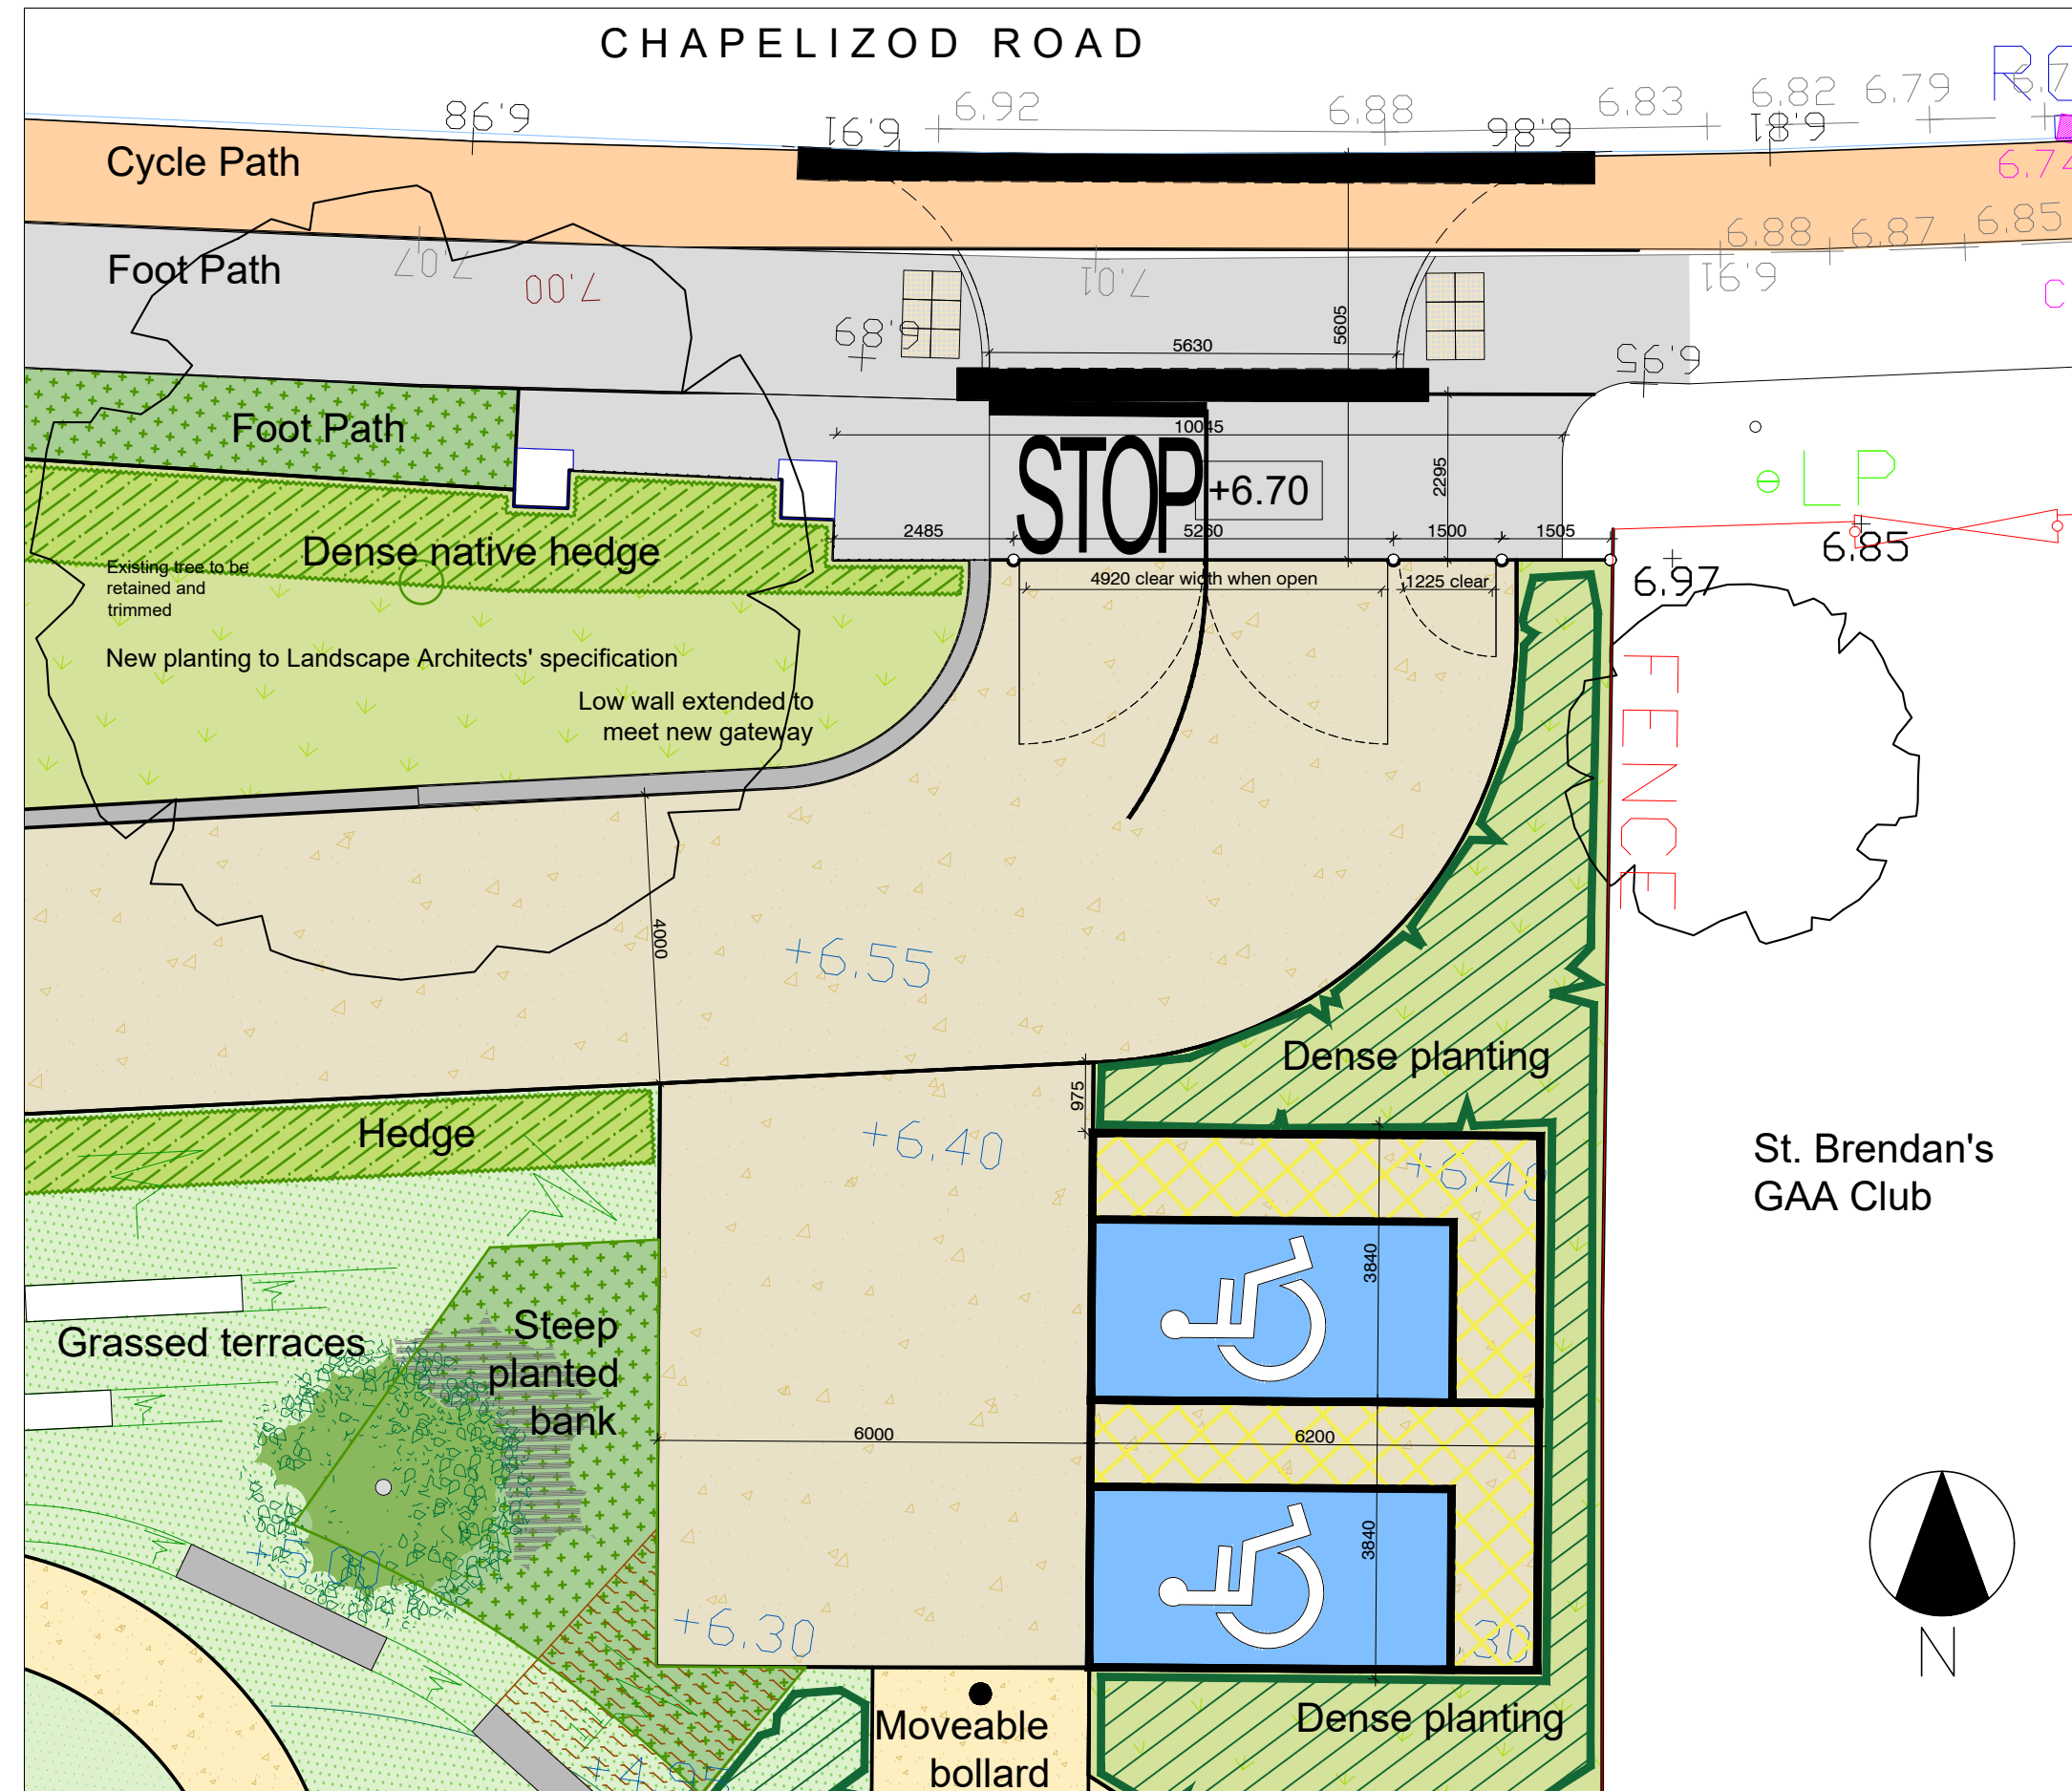 CHAPELIZOD ROAD
6.92
6.88
6.83
6.82
6.79
6.98
6.91
6.86
6.81
Cycle Path
6.74
6.88
6.87
6.85
Foot Path
7.07
7.00
7.01
6.91
6.89
5630
5605
6.95
Foot Path
10045
STOP
+6.70
2295
LP
2485
5260
1500
1505
Dense native hedge
6.85
Existing tree to be
retained and
trimmed
4920 clear width when open
1225 clear
6.97
New planting to Landscape Architects' specification
Low wall extended to
meet new gateway
FENCE
4000
+6.55
Dense planting
975
Hedge
+6.40
St. Brendan's
GAA Club
3840
Steep
planted
bank
Grassed terraces
6000
6200
3840
+5.00
+6.30
.30
N
Moveable
bollard
Dense planting